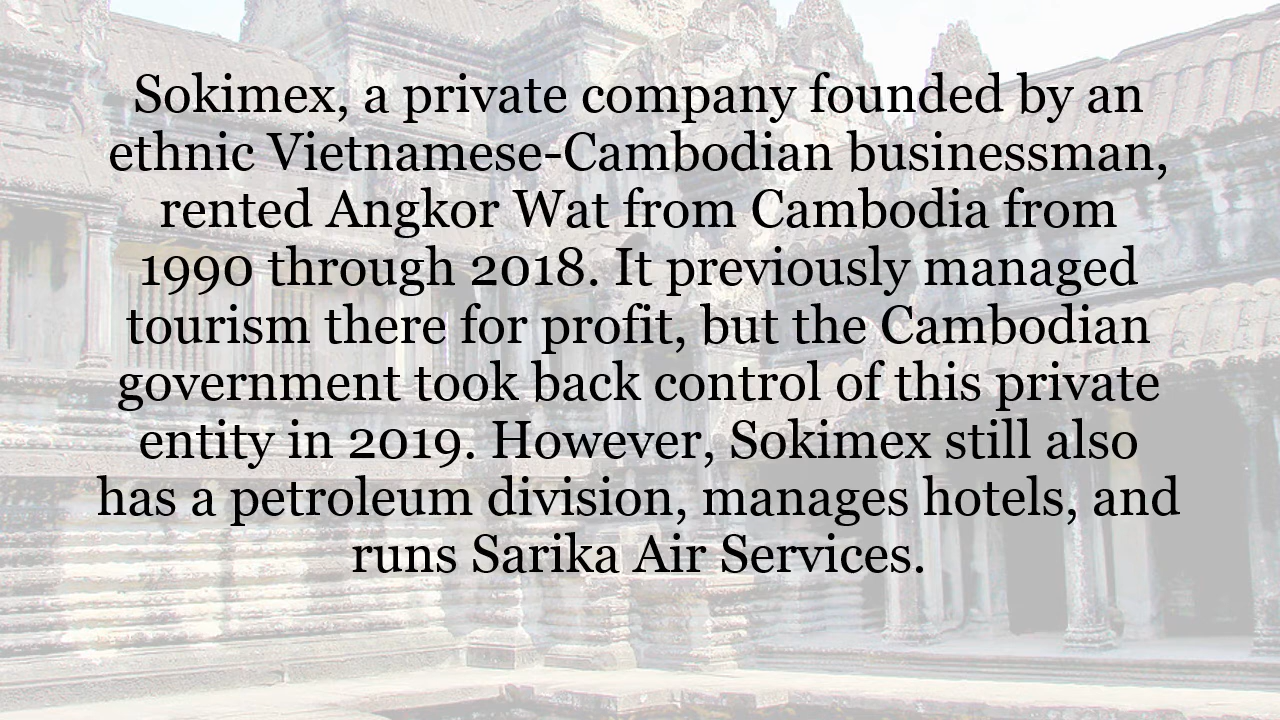 Sokimex, a private company founded by an
ethnic Vietnamese-Cambodian businessman,
rented Angkor Wat from Cambodia from
1990 through 2018. It previously managed
tourism there for profit, but the Cambodian
government took back control of this private
entity in 2019. However, Sokimex still also
has a petroleum division, manages hotels, and
runs Sarika Air Services.